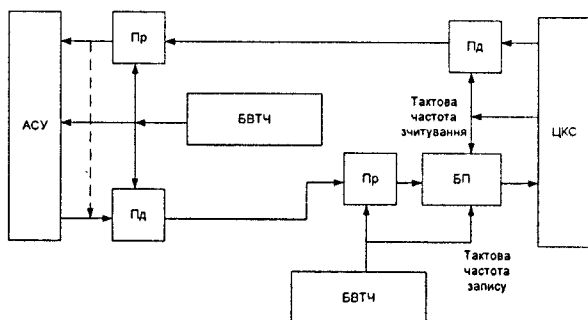 Пр
Пд
АСУ
БВТЧ
Тактова
частота
зчитування
ЦКС
Пр
БП
Пд
Тактова
частота
запису
БВТЧ